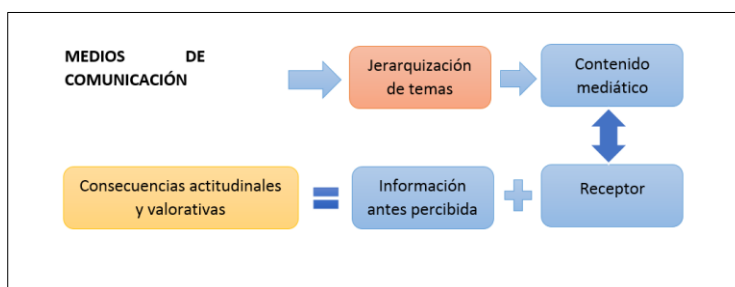 MEDIOS DE
COMUNICACIÓN
Jerarquización
de temas
Contenido
mediático
Consecuencias actitudinales
y valorativas
Información
antes percibida
Receptor